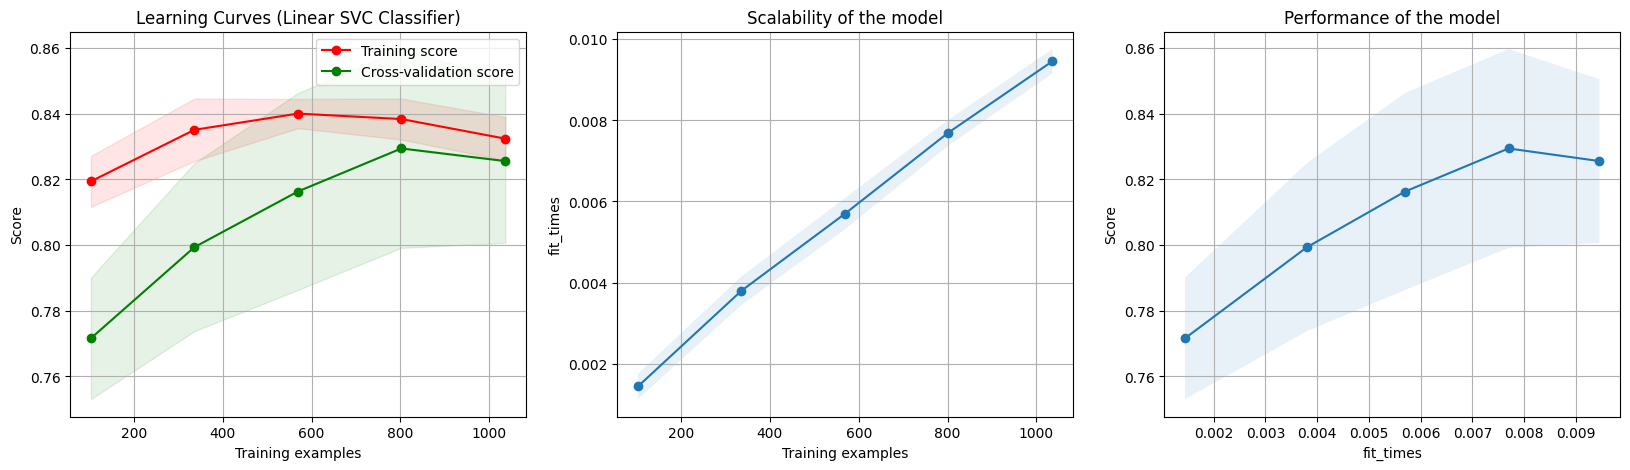 Learning Curves (Linear SVC Classifier)
Training score
Cross-validation score
0.86
0.84
0.82
0.80
0.78
0.76
Score
200 400 600 800 1000
Training examples
Scalability of the model
0.010
0.008
0.006
0.004
0.002
fit_times
200 400 600 800 1000
Training examples
Performance of the model
0.86
0.84
0.82
0.80
0.78
0.76
Score
0.002 0.003 0.004 0.005 0.006 0.007 0.008 0.009
fit_times